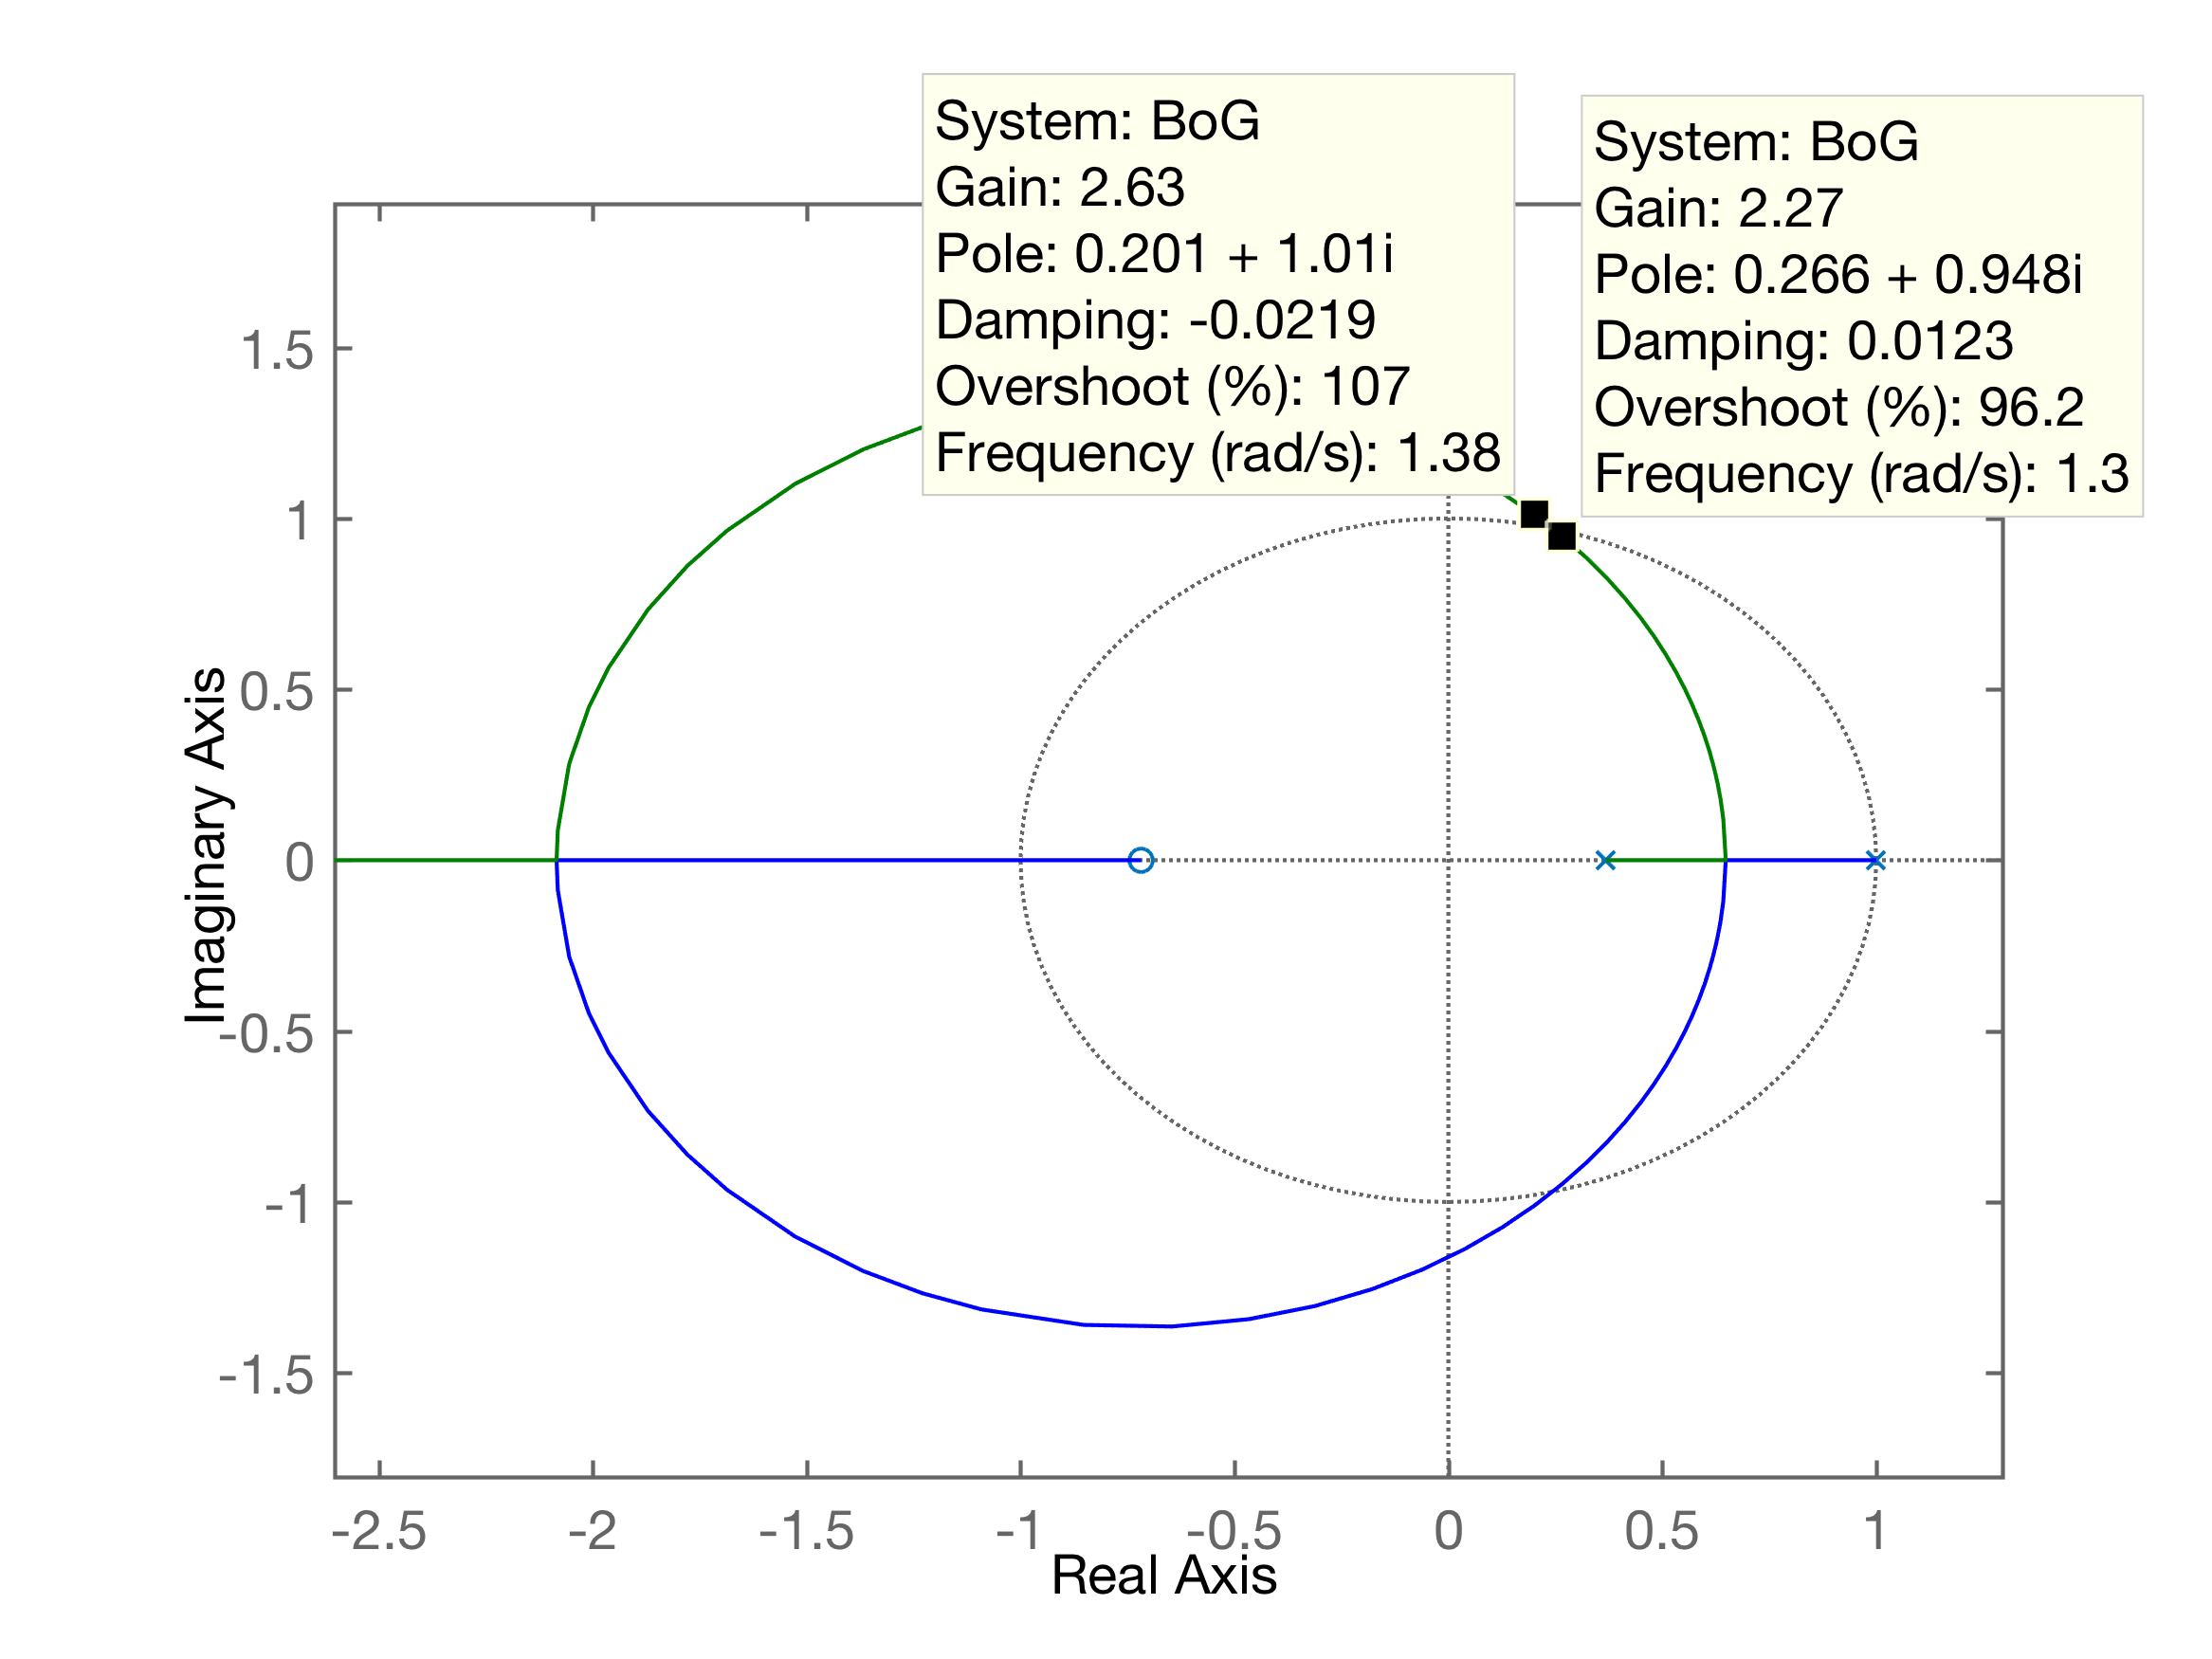 System: BoG
Gain: 2.63
Pole: 0.201 + 1.01i
Damping: -0.0219
Overshoot (%): 107
Frequency (rad/s): 1.38
System: BoG
Gain: 2.27
Pole: 0.266 + 0.948i
Damping: 0.0123
Overshoot (%): 96.2
Frequency (rad/s): 1.3
Imaginary Axis
1.5
1
0.5
0
-0.5
-1
-1.5
-2.5 -2 -1.5 -1 -0.5 0 0.5 1
Real Axis